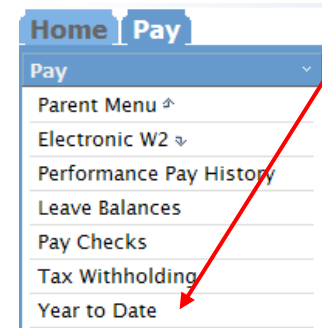 Home Pay
Pay
Parent Menu
Electronic W2
Performance Pay History
Leave Balances
Pay Checks
Tax Withholding
Year to Date